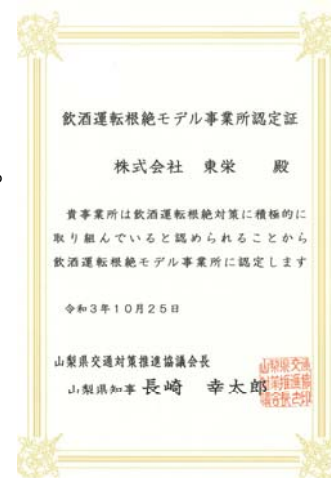 。
飲酒運転根絶モデル事業所認定証
株式会社 東栄 殿
貴事業所は飲酒運転根絶対策に積極的に
取り組んでいると認められることから
飲酒運転根絶モデル事業所に認定します
令和3年10月25日
山梨県交通対策推進協議会長
山梨県知事 長崎 幸太郎